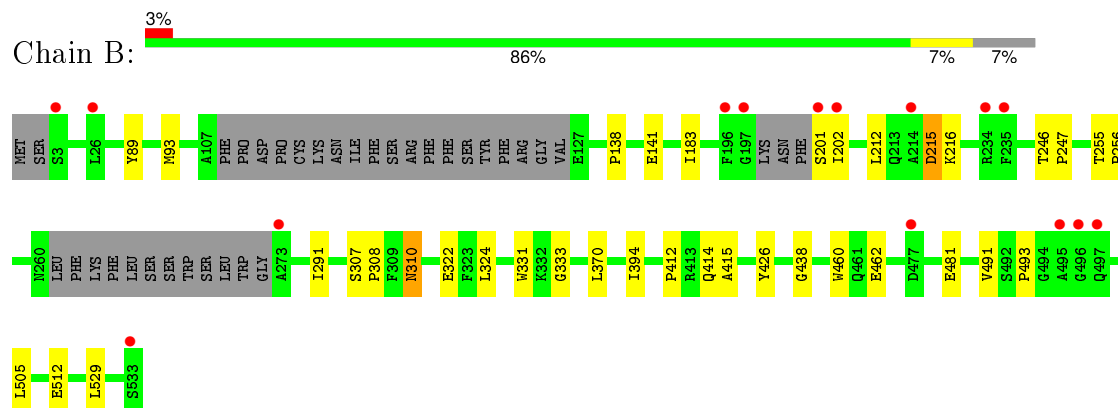 3%
Chain B:
86% 7% 7%
MET SER S3 L26 Y89 M93 A107 PHE PRO ASP PRO CYS LYS ASN ILE PHE SER ARG PHE PHE SER TYR PHE ARG GLY VAL E127 P138 E141 I183 F196 G197 LYS ASN PHE S201 I202 L212 Q213 A214 D215 K216 R234 F235 T246 P247 T255 P256
N260 LEU PHE LYS PHE LEU SER SER TRP SER LEU TRP GLY A273 I291 S307 P308 F309 N310 E322 F323 L324 W331 K332 G333 L370 I394 P412 R413 Q414 A415 Y426 G438 W460 Q461 E462 D477 E481 V491 S492 P493 G494 A495 G496 Q497
L505 E512 L529 S533